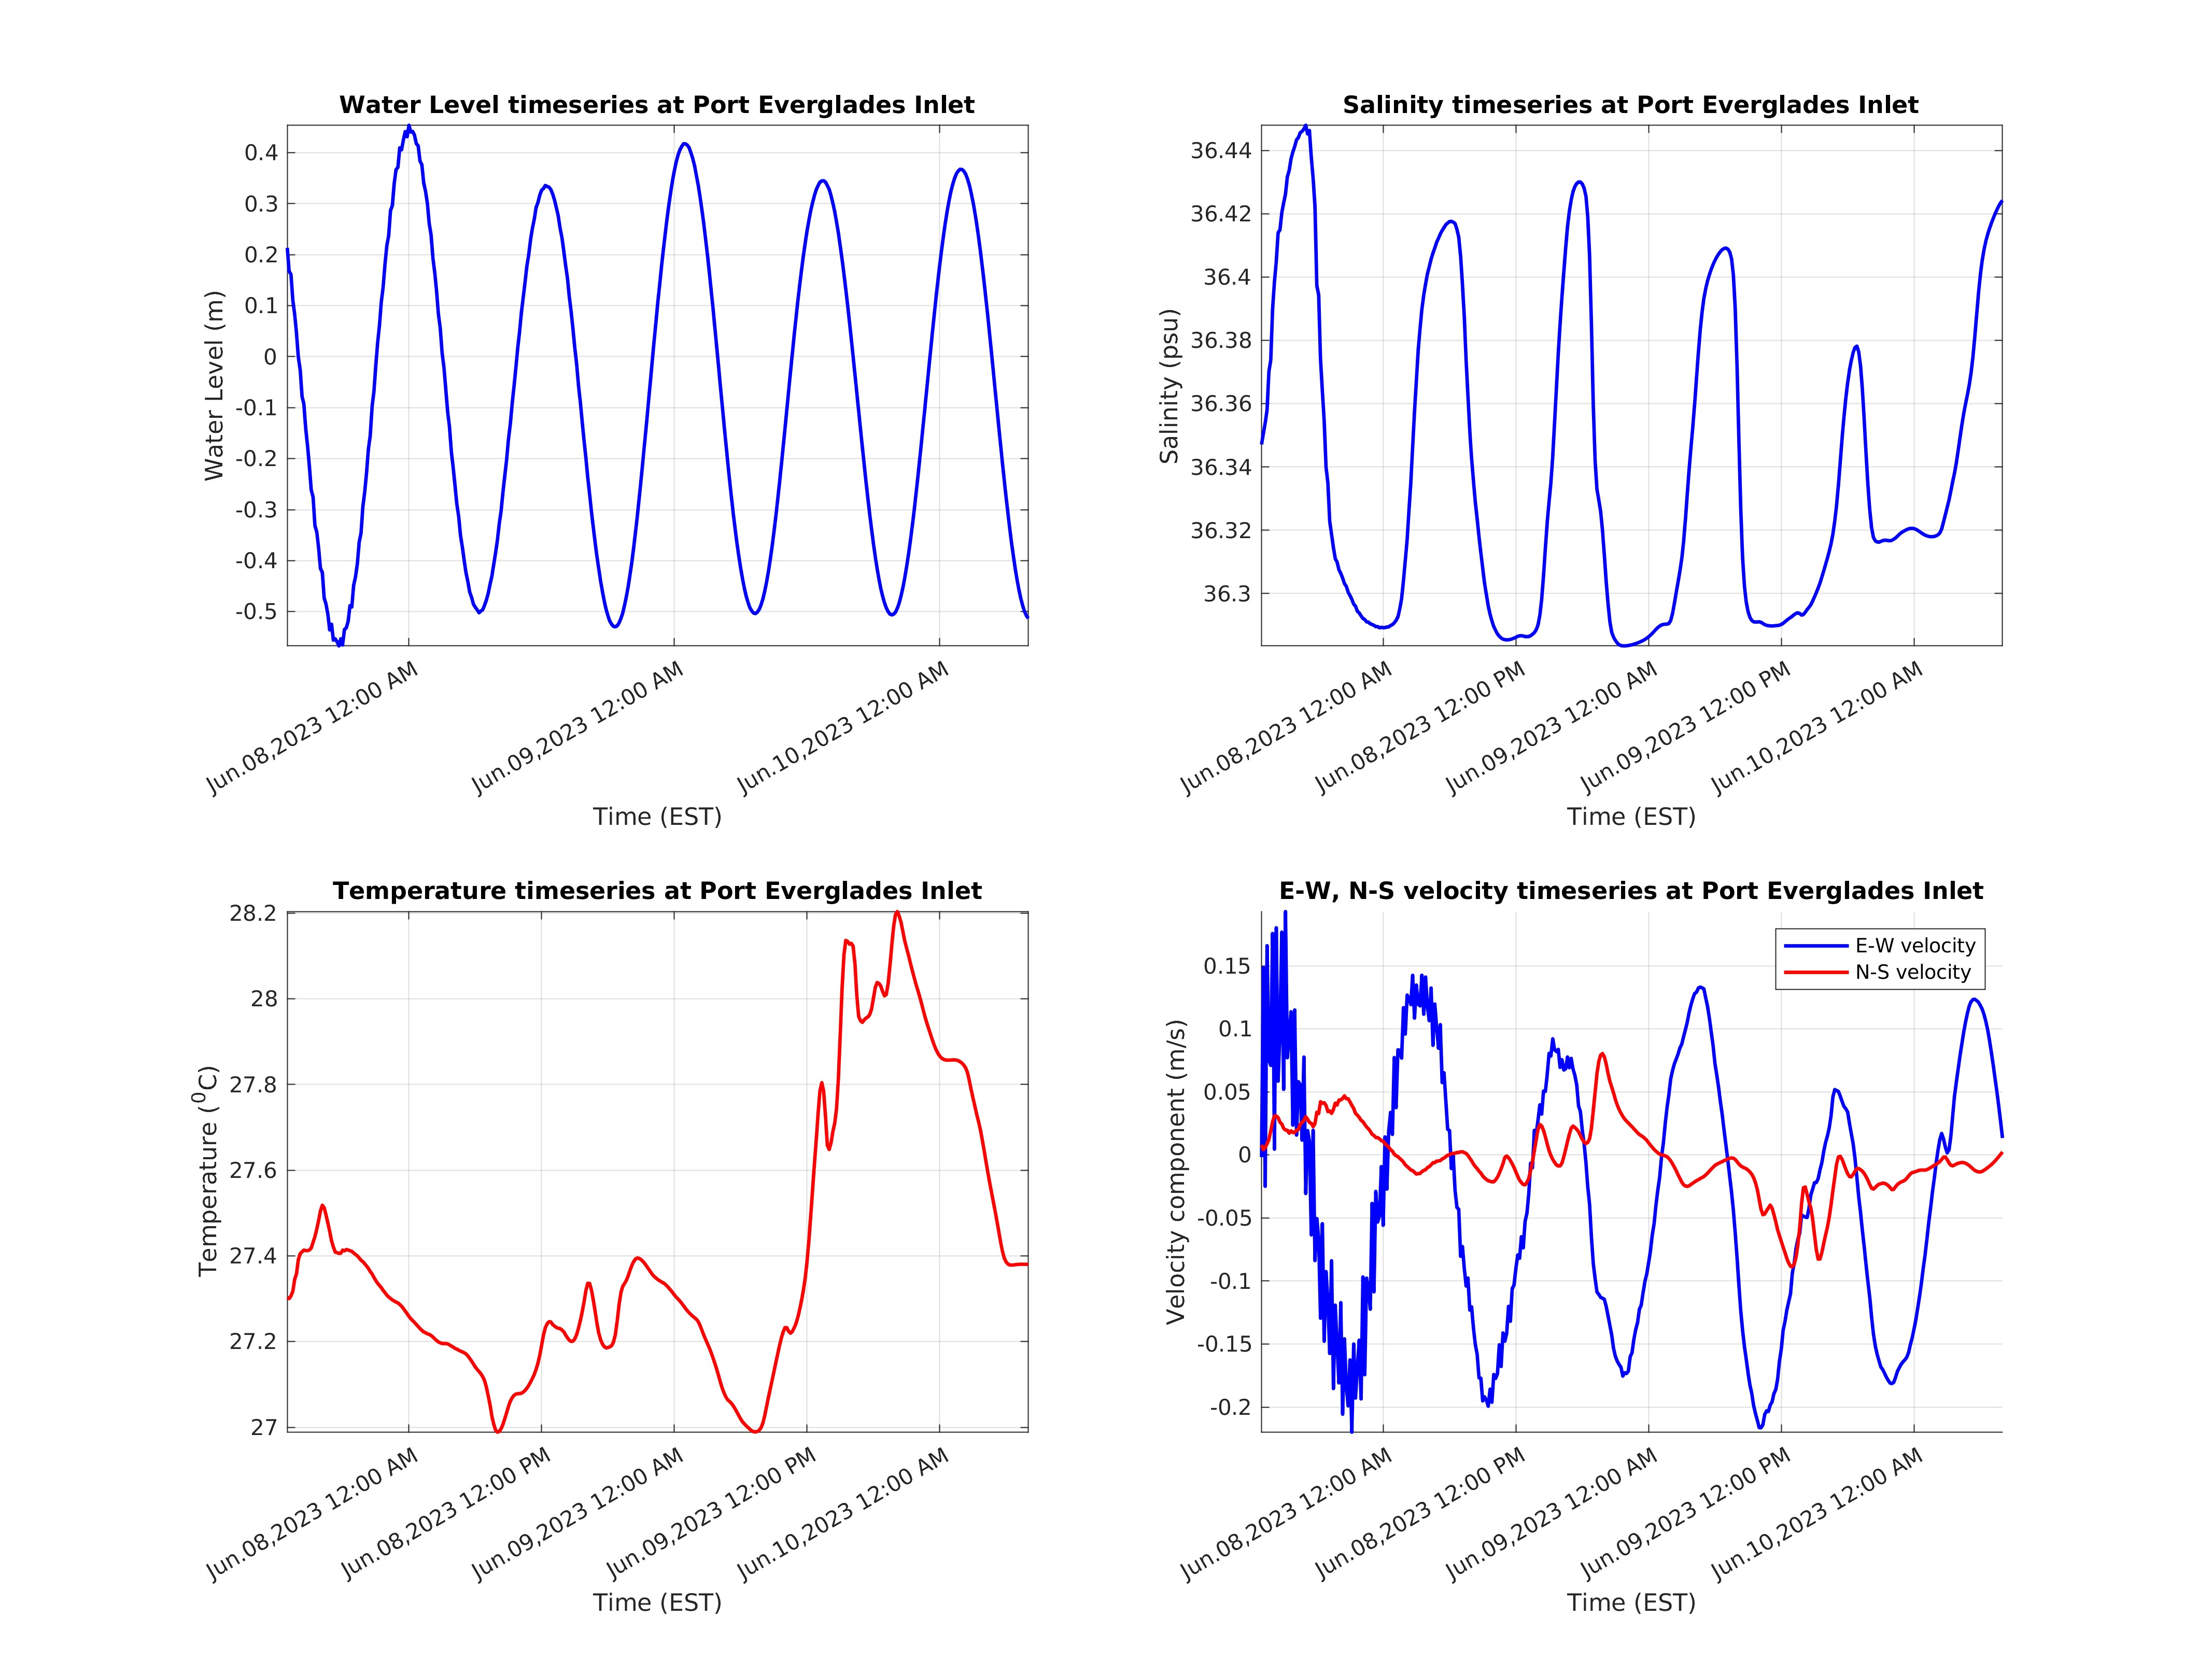 Water Level timeseries at Port Everglades Inlet
Water Level (m)
0.4
0.3
0.2
0.1
0
-0.1
-0.2
-0.3
-0.4
-0.5
Jun.08,2023 12:00 AM
Jun.09,2023 12:00 AM
Jun.10,2023 12:00 AM
Time (EST)
Salinity timeseries at Port Everglades Inlet
Salinity (psu)
36.44
36.42
36.4
36.38
36.36
36.34
36.32
36.3
Jun.08,2023 12:00 AM
Jun.08,2023 12:00 PM
Jun.09,2023 12:00 AM
Jun.09,2023 12:00 PM
Jun.10,2023 12:00 AM
Time (EST)
Temperature timeseries at Port Everglades Inlet
Temperature (⁰C)
28.2
28
27.8
27.6
27.4
27.2
27
Jun.08,2023 12:00 AM
Jun.08,2023 12:00 PM
Jun.09,2023 12:00 AM
Jun.09,2023 12:00 PM
Jun.10,2023 12:00 AM
Time (EST)
E-W, N-S velocity timeseries at Port Everglades Inlet
Velocity component (m/s)
0.15
0.1
0.05
0
-0.05
-0.1
-0.15
-0.2
E-W velocity
N-S velocity
Jun.08,2023 12:00 AM
Jun.08,2023 12:00 PM
Jun.09,2023 12:00 AM
Jun.09,2023 12:00 PM
Jun.10,2023 12:00 AM
Time (EST)